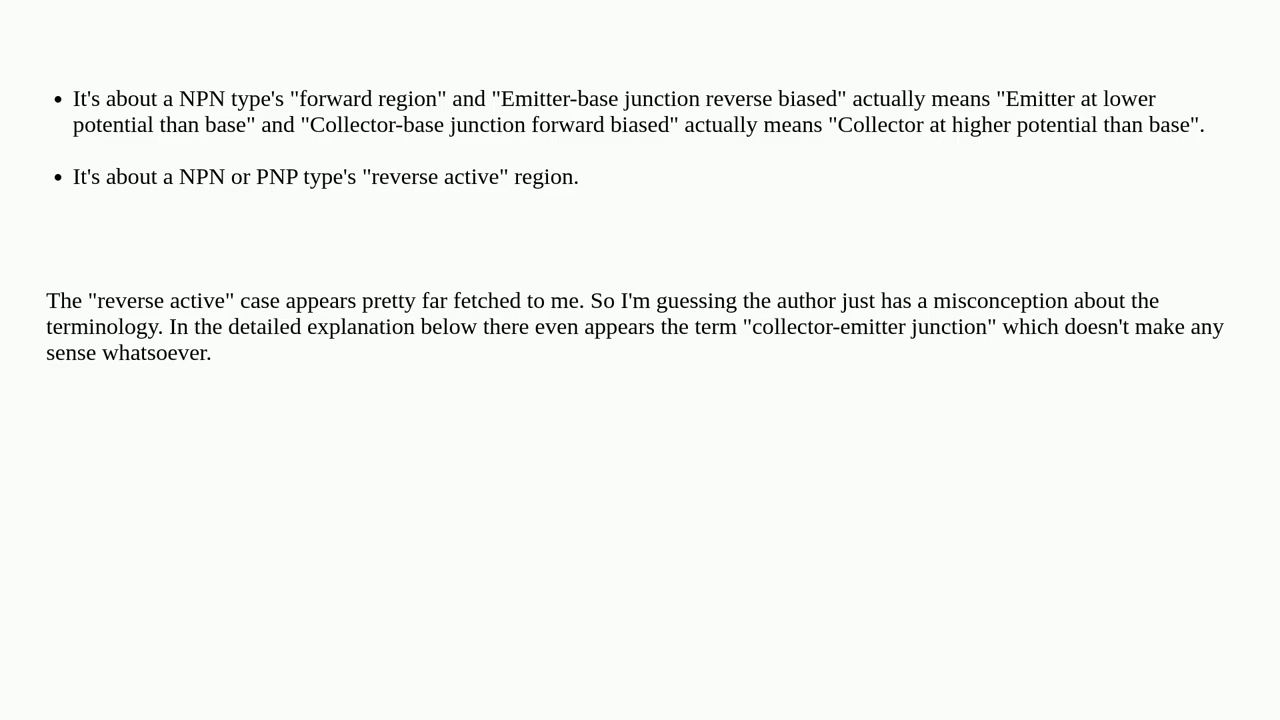 • It's about a NPN type's "forward region" and "Emitter-base junction reverse biased" actually means "Emitter at lower
potential than base" and "Collector-base junction forward biased" actually means "Collector at higher potential than base".
• It's about a NPN or PNP type's "reverse active" region.
The "reverse active" case appears pretty far fetched to me. So I'm guessing the author just has a misconception about the
terminology. In the detailed explanation below there even appears the term "collector-emitter junction" which doesn't make any
sense whatsoever.